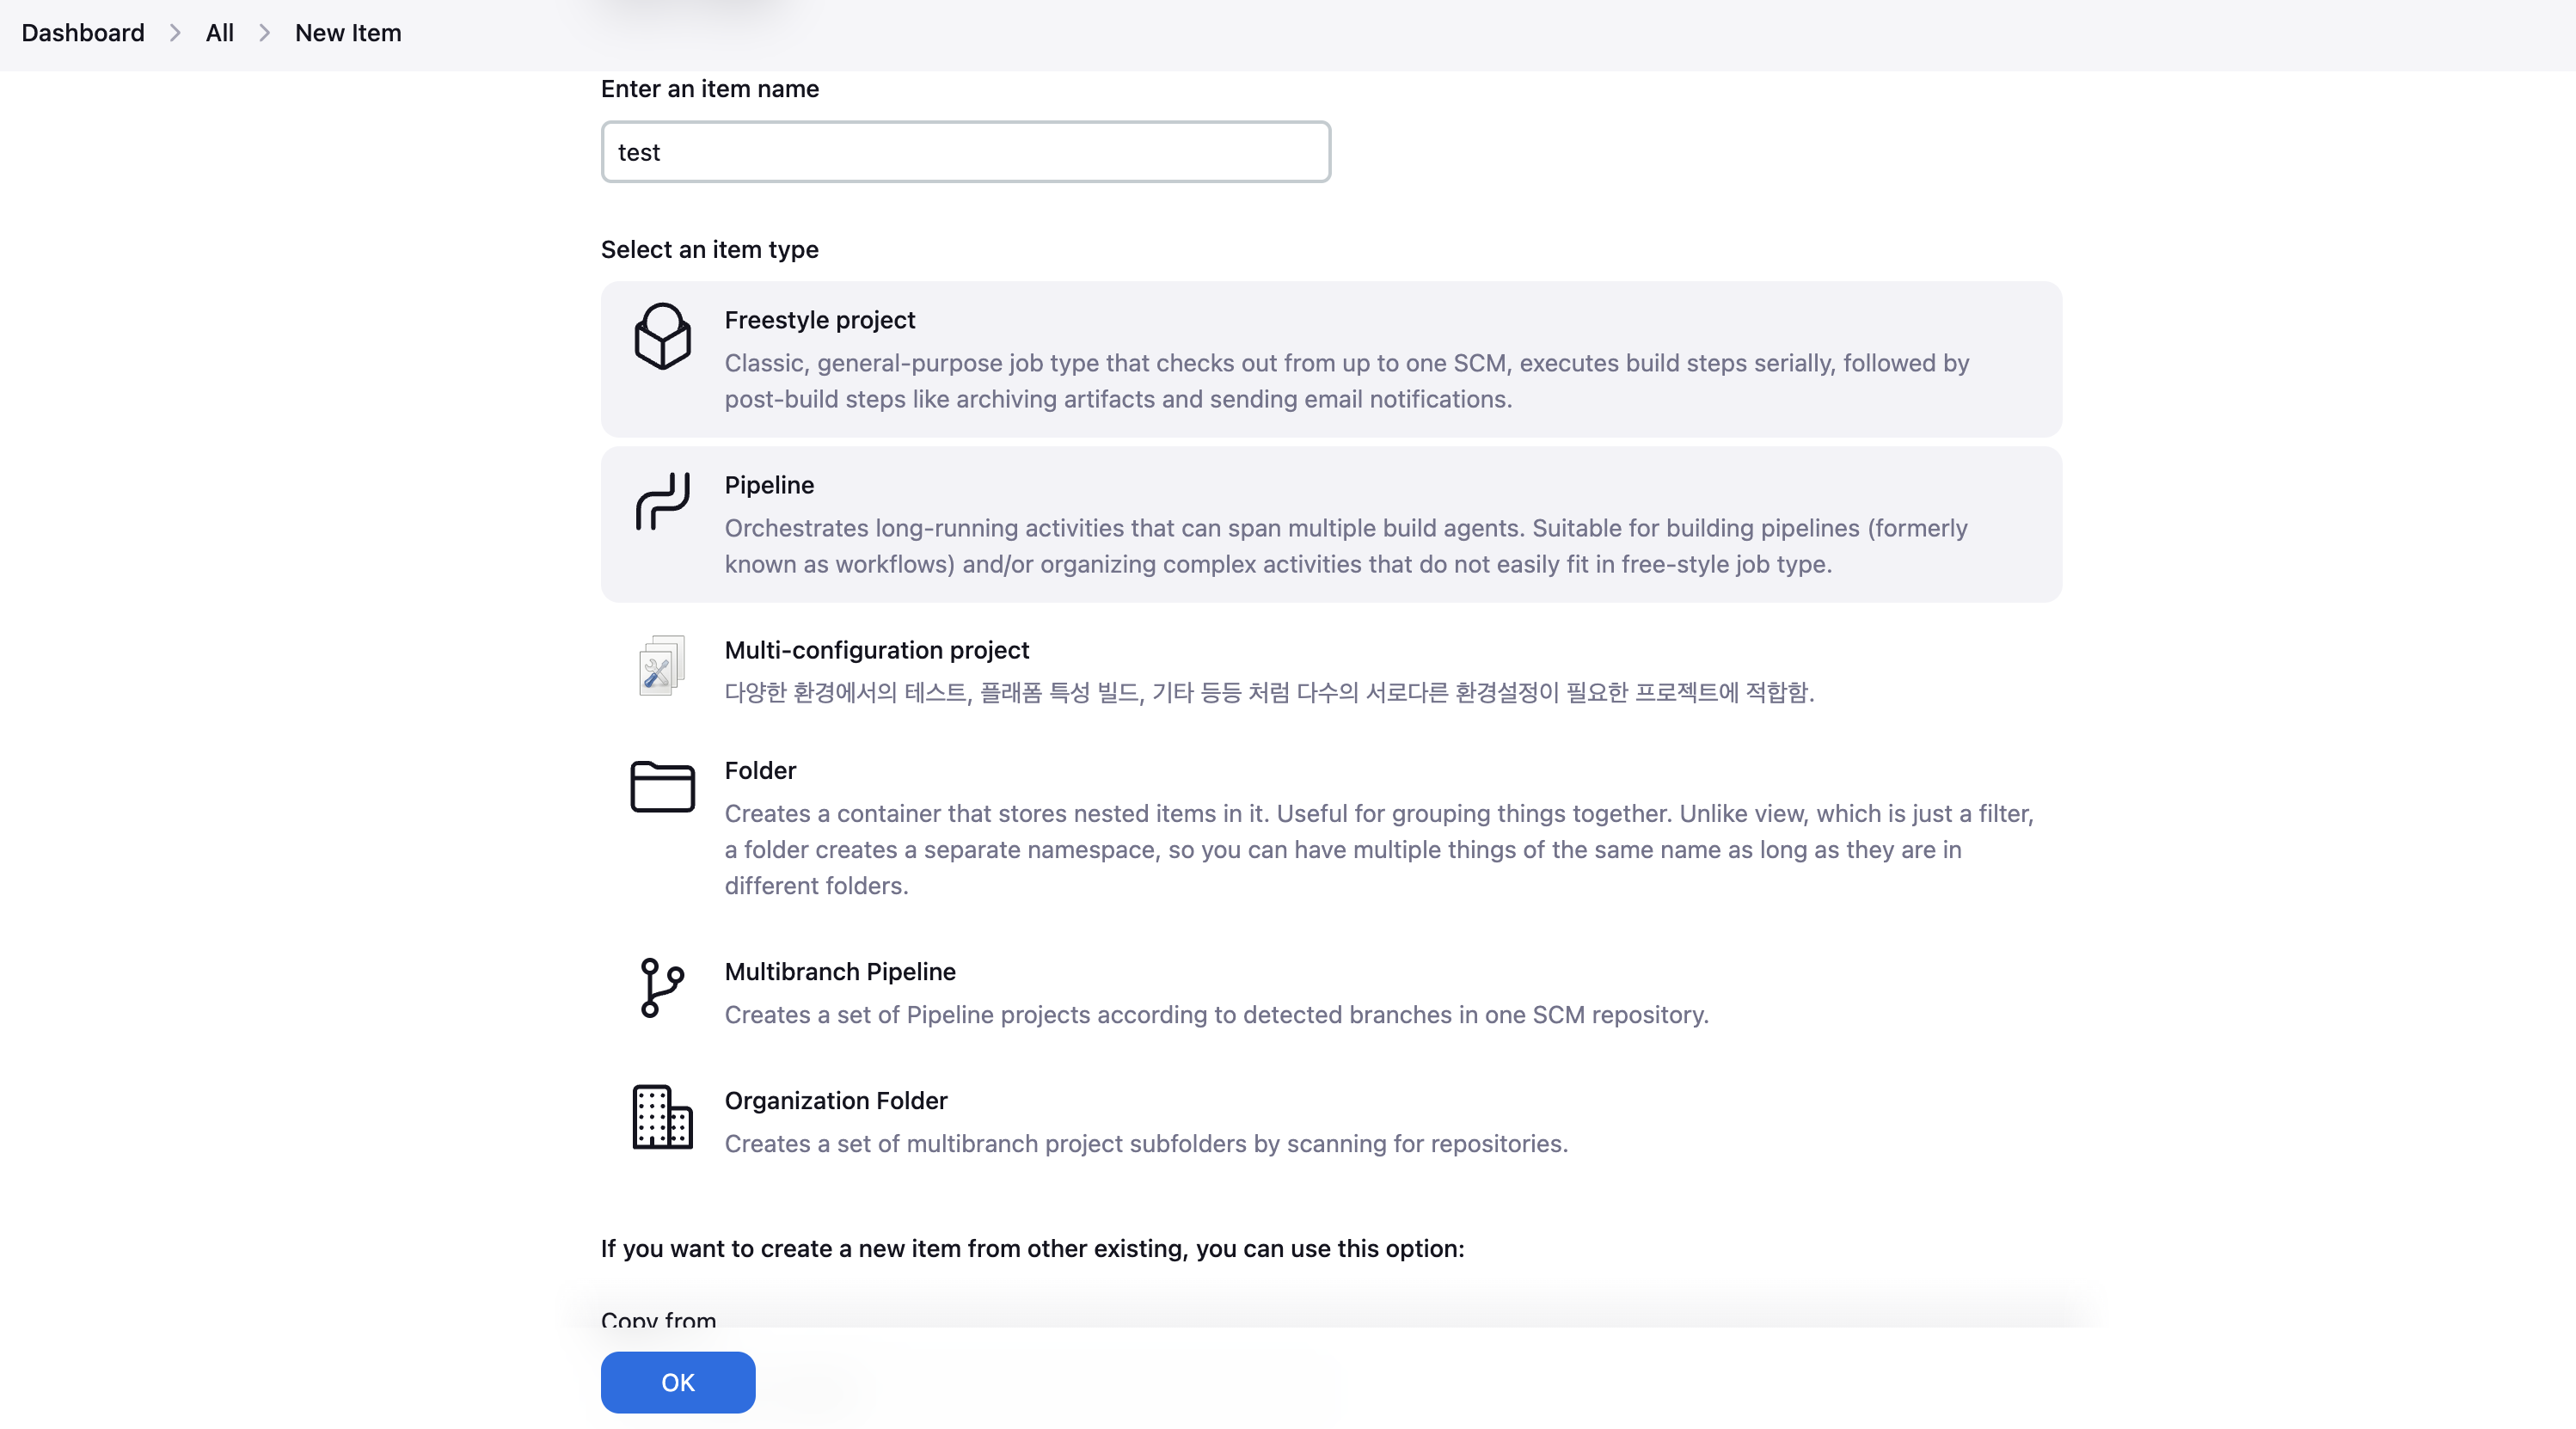 Dashboard > All > New Item
Enter an item name
test
Select an item type
Freestyle project
Classic, general-purpose job type that checks out from up to one SCM, executes build steps serially, followed by
post-build steps like archiving artifacts and sending email notifications.
Pipeline
Orchestrates long-running activities that can span multiple build agents. Suitable for building pipelines (formerly
known as workflows) and/or organizing complex activities that do not easily fit in free-style job type.
Multi-configuration project
다양한 환경에서의 테스트, 플래폼 특성 빌드, 기타 등등 처럼 다수의 서로다른 환경설정이 필요한 프로젝트에 적합함.
Folder
Creates a container that stores nested items in it. Useful for grouping things together. Unlike view, which is just a filter,
a folder creates a separate namespace, so you can have multiple things of the same name as long as they are in
different folders.
Multibranch Pipeline
Creates a set of Pipeline projects according to detected branches in one SCM repository.
Organization Folder
Creates a set of multibranch project subfolders by scanning for repositories.
If you want to create a new item from other existing, you can use this option:
Copy from
OK